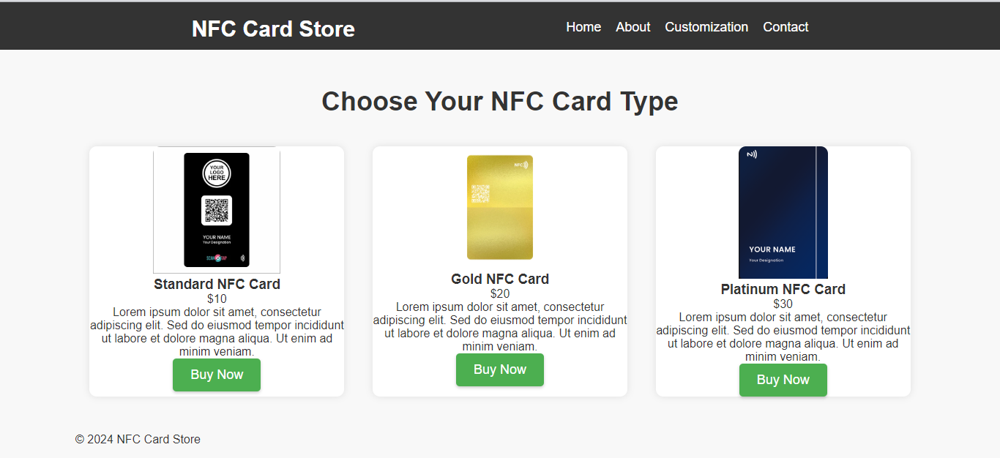 NFC Card Store
Home About Customization Contact
Choose Your NFC Card Type
YOUR
LOGO
HERE
YOUR NAME
Your Designation
Standard NFC Card
$10
Lorem ipsum dolor sit amet, consectetur
adipiscing elit. Sed do eiusmod tempor incididunt
ut labore et dolore magna aliqua. Ut enim ad
minim veniam.
Buy Now
NFC
Gold NFC Card
$20
Lorem ipsum dolor sit amet, consectetur
adipiscing elit. Sed do eiusmod tempor incididunt
ut labore et dolore magna aliqua. Ut enim ad
minim veniam.
Buy Now
YOUR NAME
Your Designation
Platinum NFC Card
$30
Lorem ipsum dolor sit amet, consectetur
adipiscing elit. Sed do eiusmod tempor incididunt
ut labore et dolore magna aliqua. Ut enim ad
minim veniam.
Buy Now
© 2024 NFC Card Store